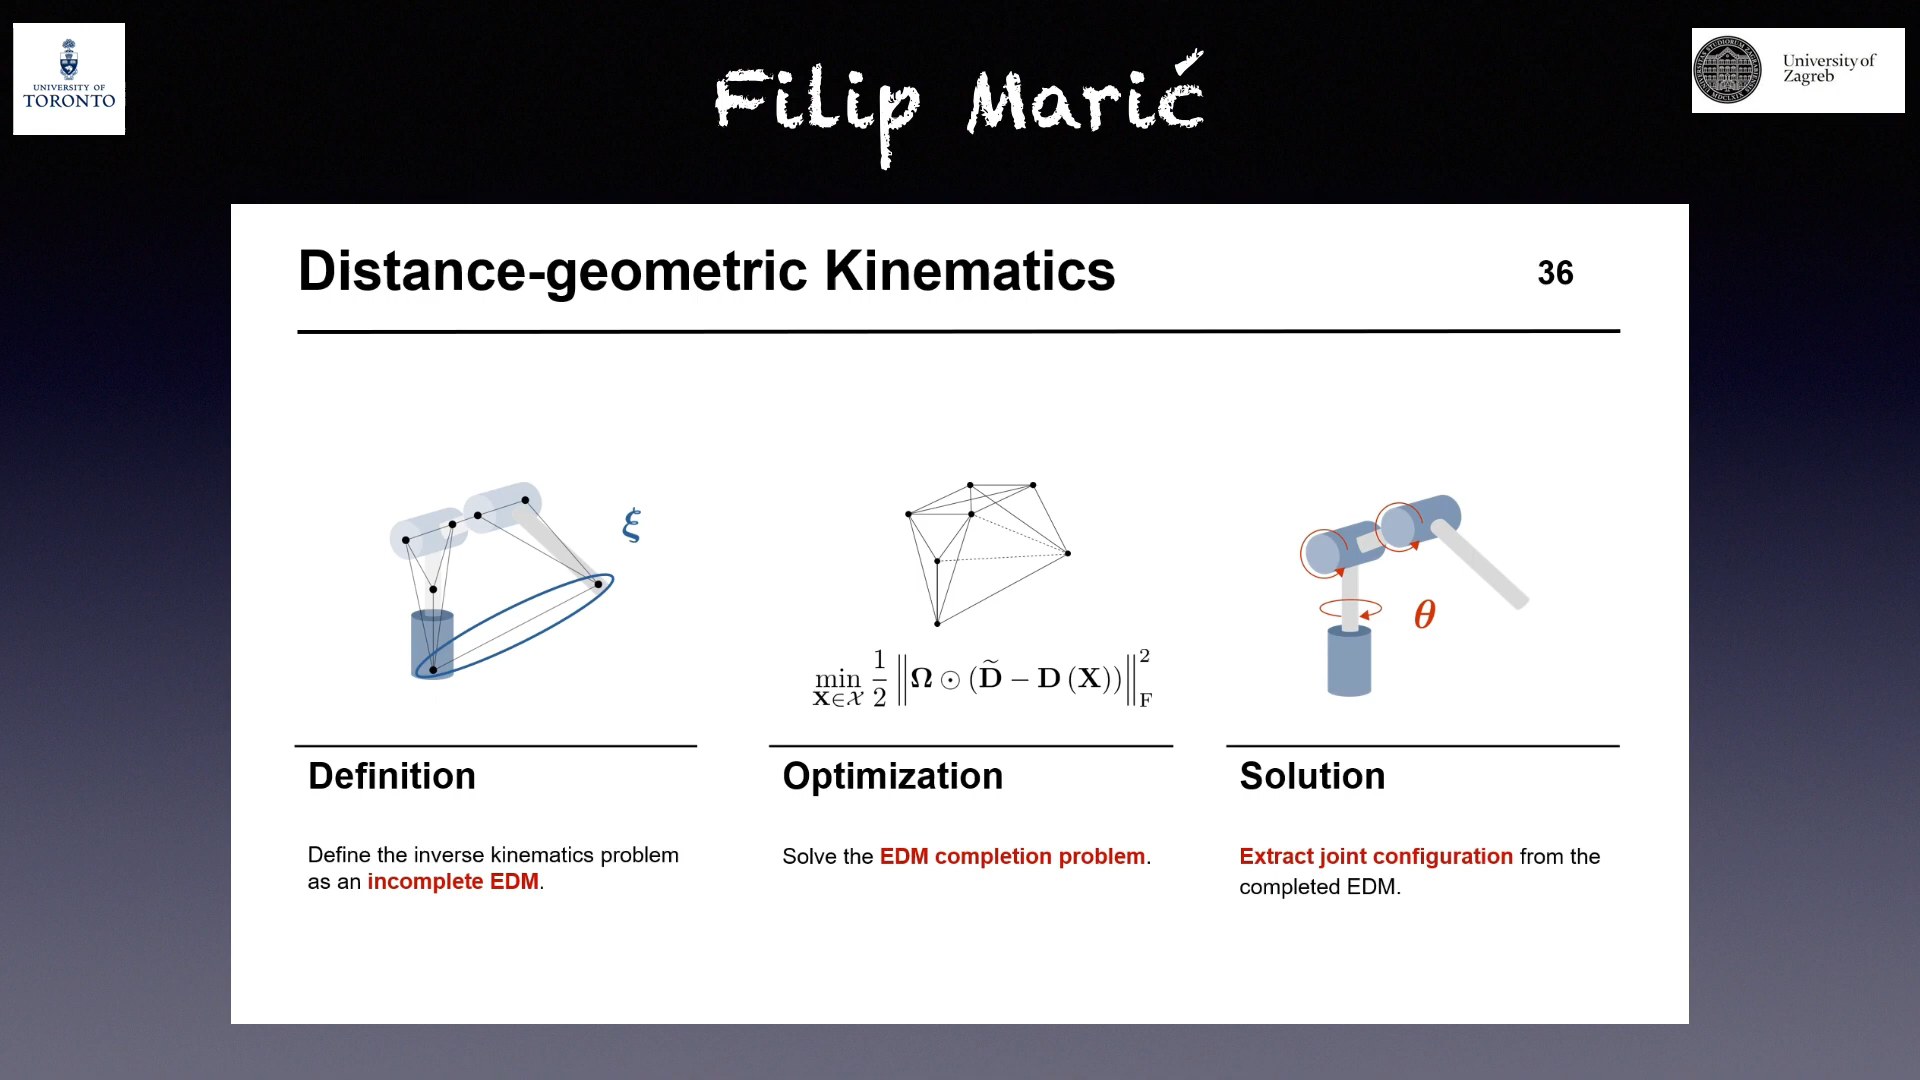 UNIVERSITY OF
TORONTO
Filip Marić
University of
Zagreb
Distance-geometric Kinematics
36
ξ
θ
min 1/2 ‖Ω ⊙ (D̃ − D (X))‖²_F
X∈𝒳
Definition
Optimization
Solution
Define the inverse kinematics problem
as an incomplete EDM.
Solve the EDM completion problem.
Extract joint configuration from the
completed EDM.